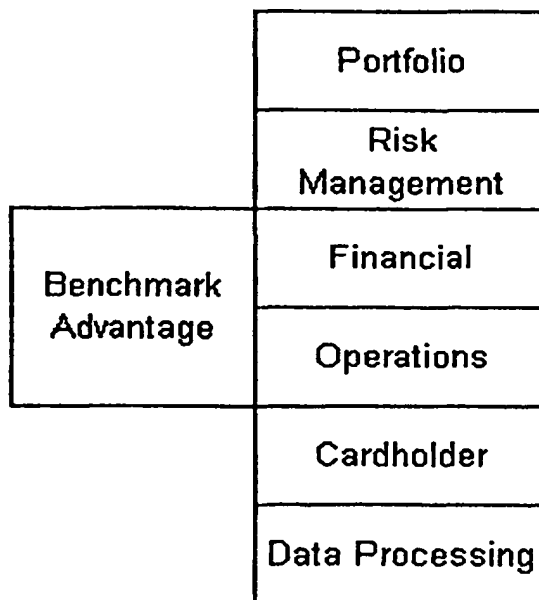 Portfolio
Risk
Management
Benchmark
Advantage
Financial
Operations
Cardholder
Data Processing